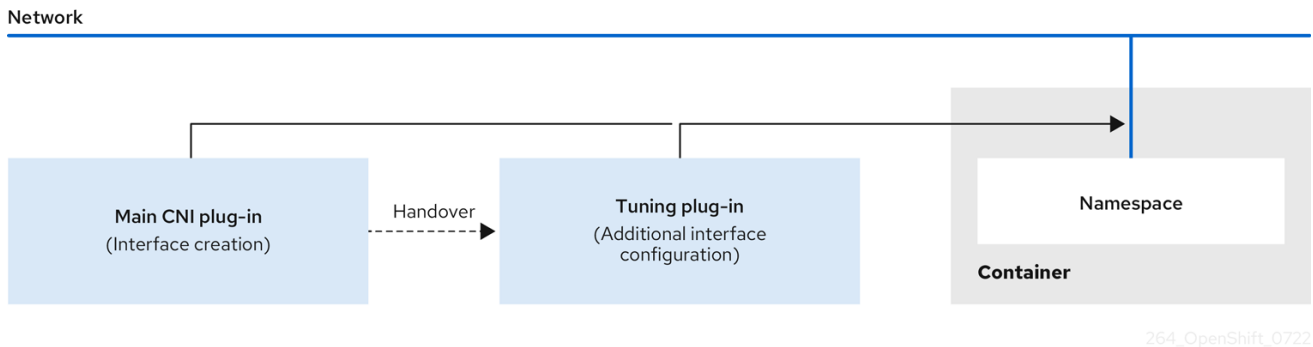 Network
Main CNI plug-in
(Interface creation)
Handover
Tuning plug-in
(Additional interface
configuration)
Namespace
Container
264_OpenShift_0722